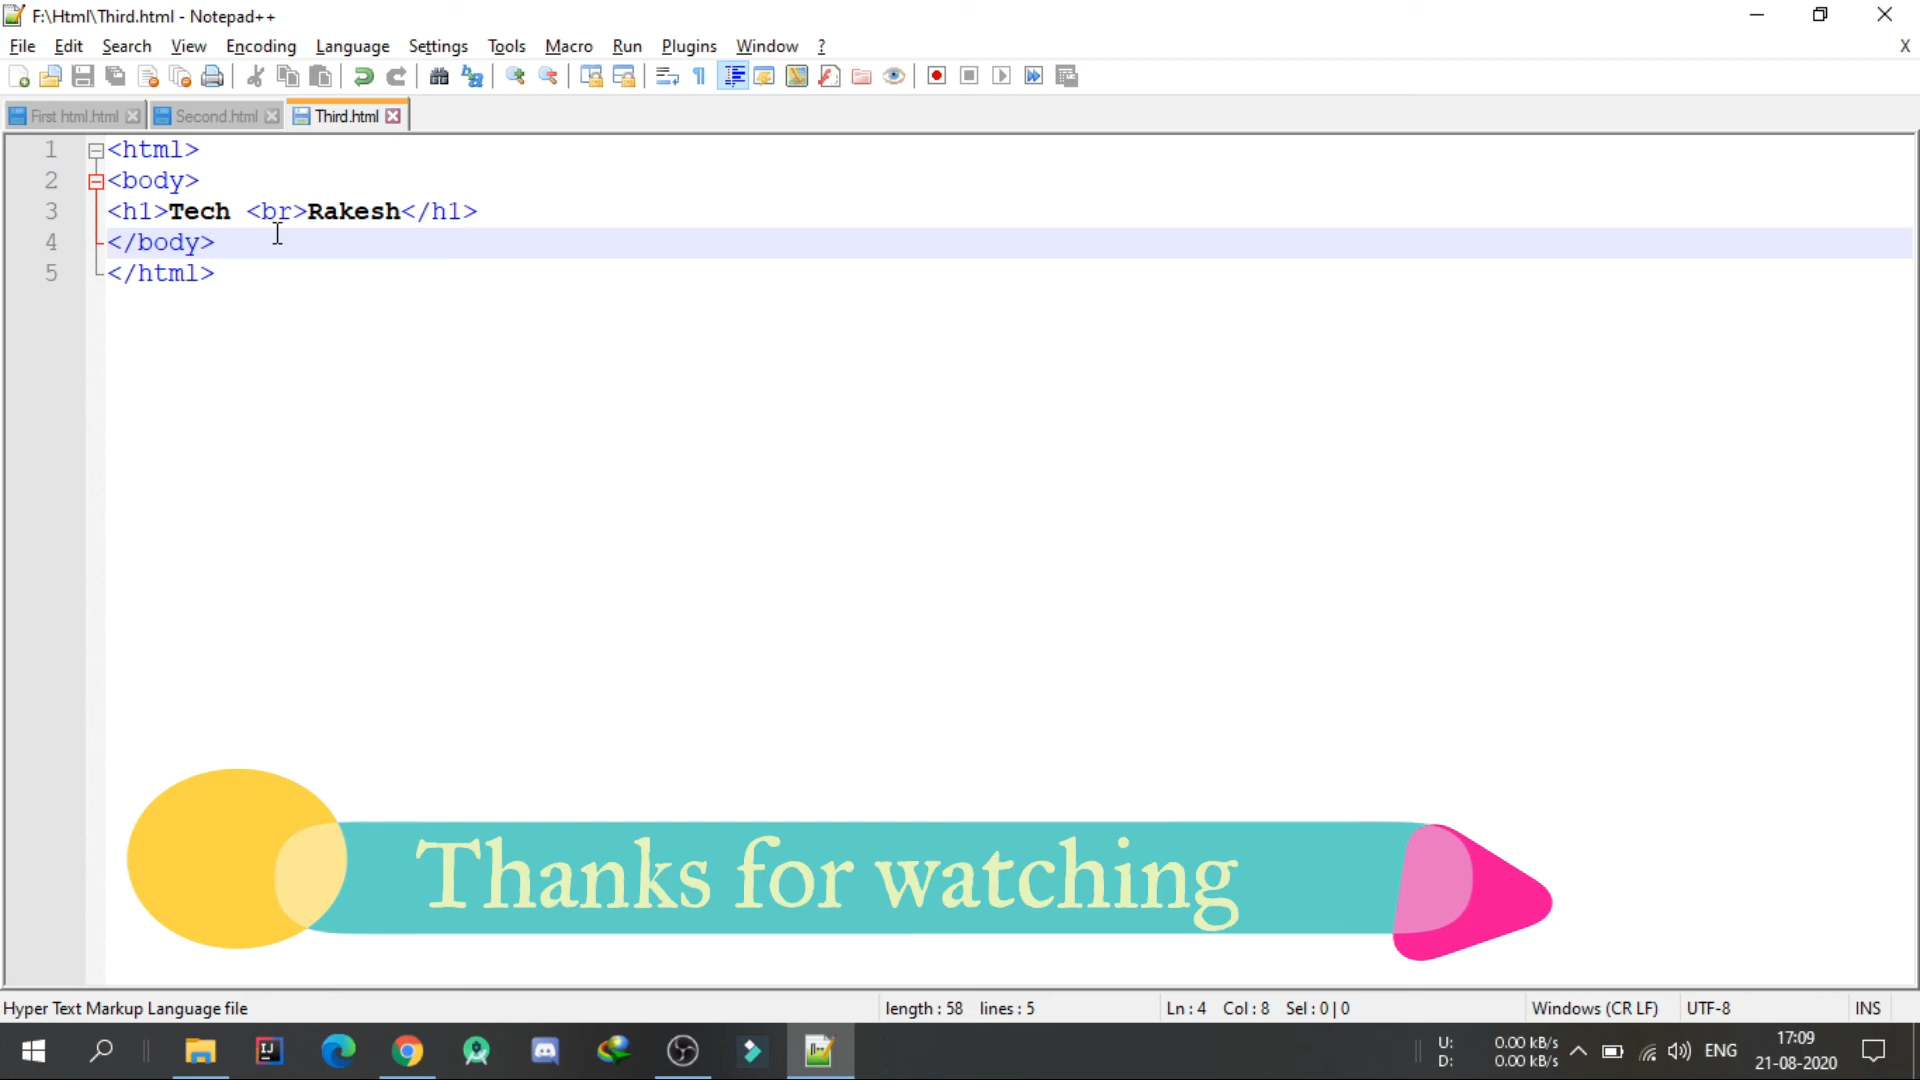 F:\Html\Third.html - Notepad++
File Edit Search View Encoding Language Settings Tools Macro Run Plugins Window ? X
First html.html Second.html Third.html
1 <html>
2 <body>
3 <h1>Tech <br>Rakesh</h1>
4 </body>
5 </html>
Thanks for watching
Hyper Text Markup Language file length : 58 lines : 5 Ln : 4 Col : 8 Sel : 0 | 0 Windows (CR LF) UTF-8 INS
U: 0.00 kB/s
D: 0.00 kB/s
ENG
17:09
21-08-2020